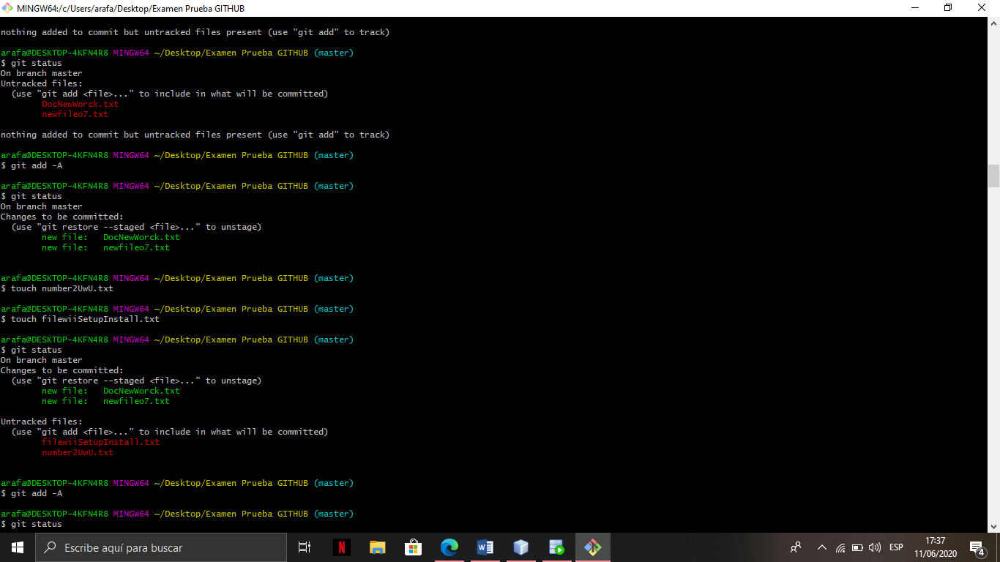 MINGW64:/c/Users/arafa/Desktop/Examen Prueba GITHUB
nothing added to commit but untracked files present (use "git add" to track)
arafa@DESKTOP-4KFN4R8 MINGW64 ~/Desktop/Examen Prueba GITHUB (master)
$ git status
On branch master
Untracked files:
  (use "git add <file>..." to include in what will be committed)
        DocNewWorck.txt
        newfileo7.txt
nothing added to commit but untracked files present (use "git add" to track)
arafa@DESKTOP-4KFN4R8 MINGW64 ~/Desktop/Examen Prueba GITHUB (master)
$ git add -A
arafa@DESKTOP-4KFN4R8 MINGW64 ~/Desktop/Examen Prueba GITHUB (master)
$ git status
On branch master
Changes to be committed:
  (use "git restore --staged <file>..." to unstage)
        new file:   DocNewWorck.txt
        new file:   newfileo7.txt
arafa@DESKTOP-4KFN4R8 MINGW64 ~/Desktop/Examen Prueba GITHUB (master)
$ touch number2UwU.txt
arafa@DESKTOP-4KFN4R8 MINGW64 ~/Desktop/Examen Prueba GITHUB (master)
$ touch filewiiSetupInstall.txt
arafa@DESKTOP-4KFN4R8 MINGW64 ~/Desktop/Examen Prueba GITHUB (master)
$ git status
On branch master
Changes to be committed:
  (use "git restore --staged <file>..." to unstage)
        new file:   DocNewWorck.txt
        new file:   newfileo7.txt
Untracked files:
  (use "git add <file>..." to include in what will be committed)
        filewiiSetupInstall.txt
        number2UwU.txt
arafa@DESKTOP-4KFN4R8 MINGW64 ~/Desktop/Examen Prueba GITHUB (master)
$ git add -A
arafa@DESKTOP-4KFN4R8 MINGW64 ~/Desktop/Examen Prueba GITHUB (master)
$ git status
Escribe aquí para buscar
N
W
ESP
17:37
11/06/2020
4